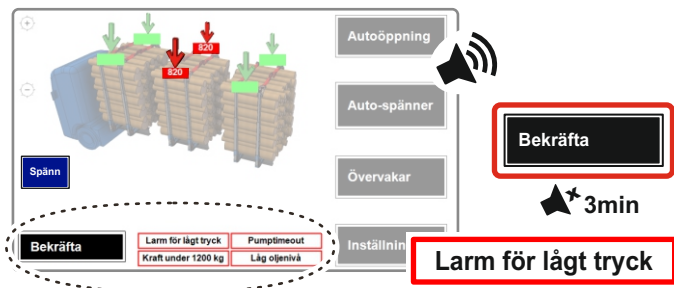 Autoöppning
820
820
Auto-spänner
Bekräfta
Spänn
Övervakar
3min
Bekräfta
Larm för lågt tryck
Pumptimeout
Kraft under 1200 kg
Låg oljenivå
Inställnin
Larm för lågt tryck